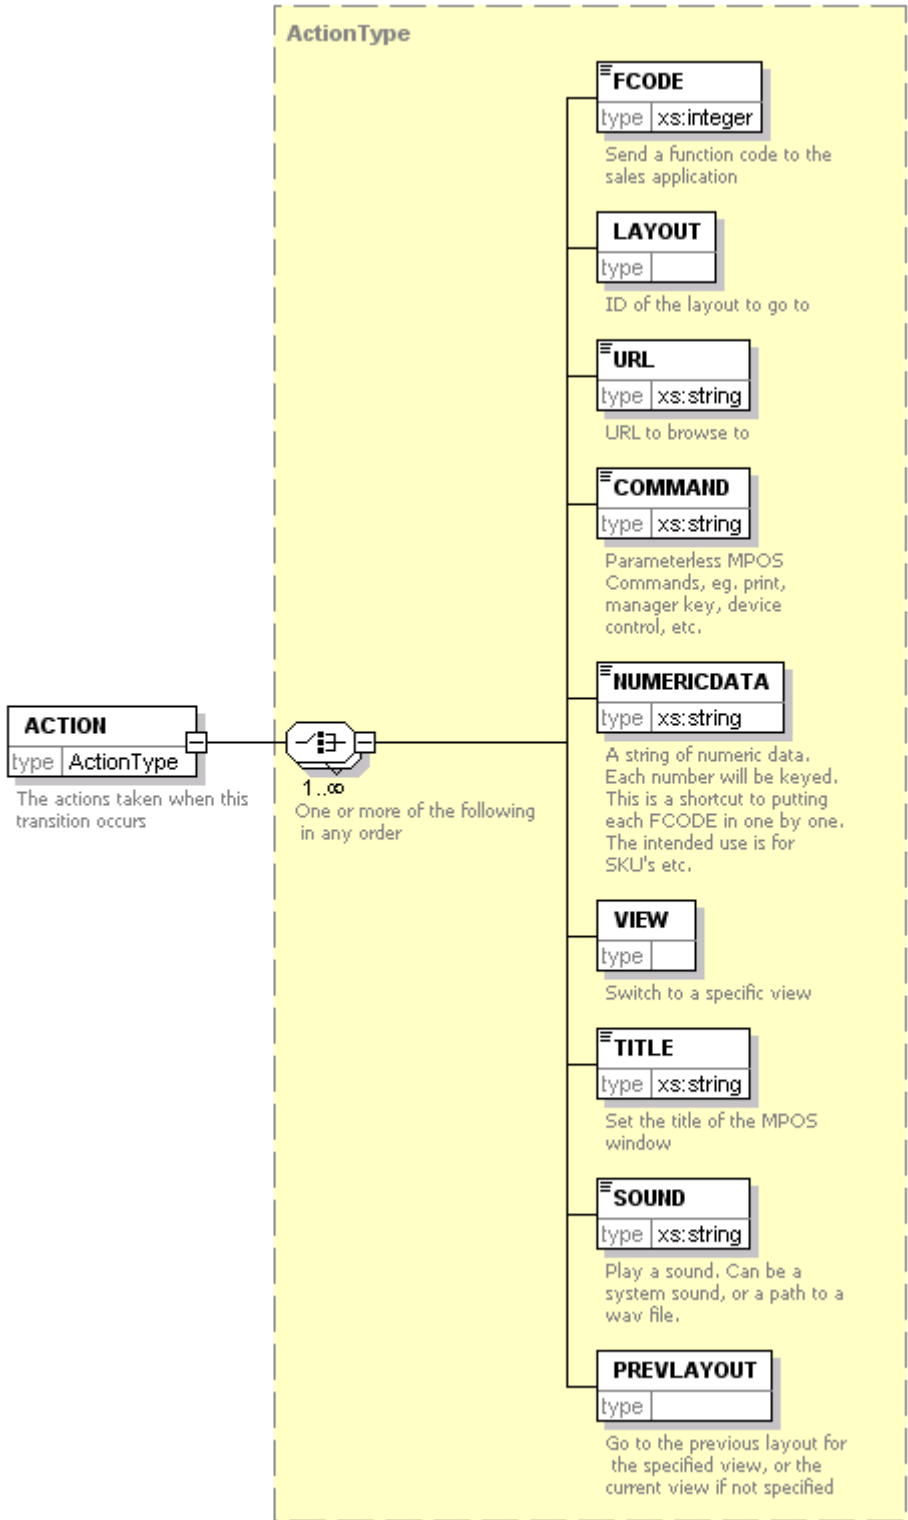 ActionType
FCODE
type xs:integer
Send a function code to the
sales application
LAYOUT
type
ID of the layout to go to
URL
type xs:string
URL to browse to
COMMAND
type xs:string
Parameterless MPOS
Commands, eg. print,
manager key, device
control, etc.
NUMERICDATA
type xs:string
A string of numeric data.
Each number will be keyed.
This is a shortcut to putting
each FCODE in one by one.
The intended use is for
SKU's etc.
ACTION
type ActionType
The actions taken when this
transition occurs
1..∞
One or more of the following
in any order
VIEW
type
Switch to a specific view
TITLE
type xs:string
Set the title of the MPOS
window
SOUND
type xs:string
Play a sound. Can be a
system sound, or a path to a
wav file.
PREVLAYOUT
type
Go to the previous layout for
the specified view, or the
current view if not specified